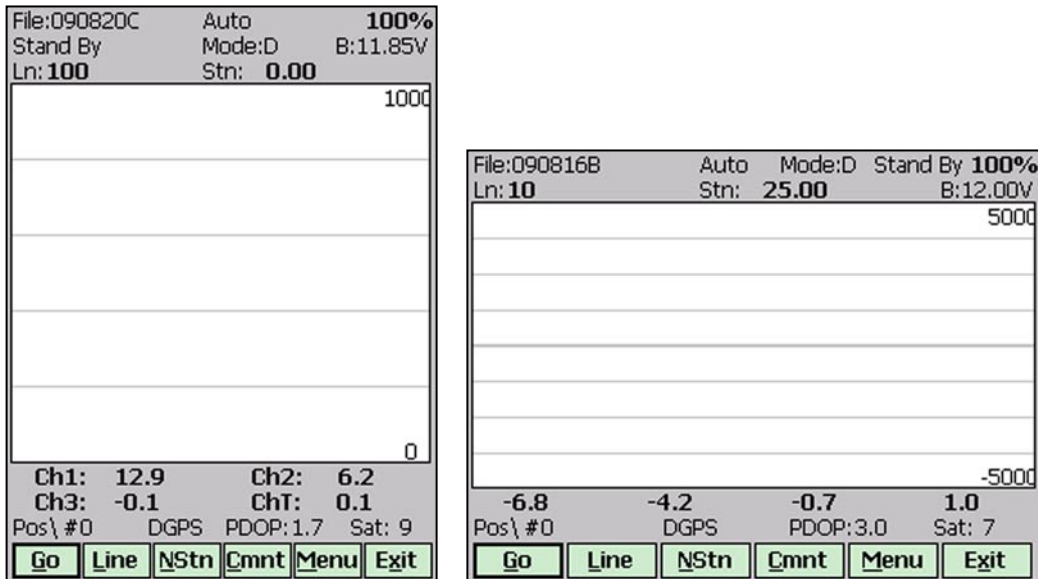 File:090820C Auto 100%
Stand By Mode:D B:11.85V
Ln: 100 Stn: 0.00
1000
0
Ch1: 12.9 Ch2: 6.2
Ch3: -0.1 ChT: 0.1
Pos\ #0 DGPS PDOP: 1.7 Sat: 9
Go Line NStn Cmnt Menu Exit
File:090816B Auto Mode:D Stand By 100%
Ln: 10 Stn: 25.00 B:12.00V
5000
-5000
-6.8 -4.2 -0.7 1.0
Pos\ #0 DGPS PDOP:3.0 Sat: 7
Go Line NStn Cmnt Menu Exit